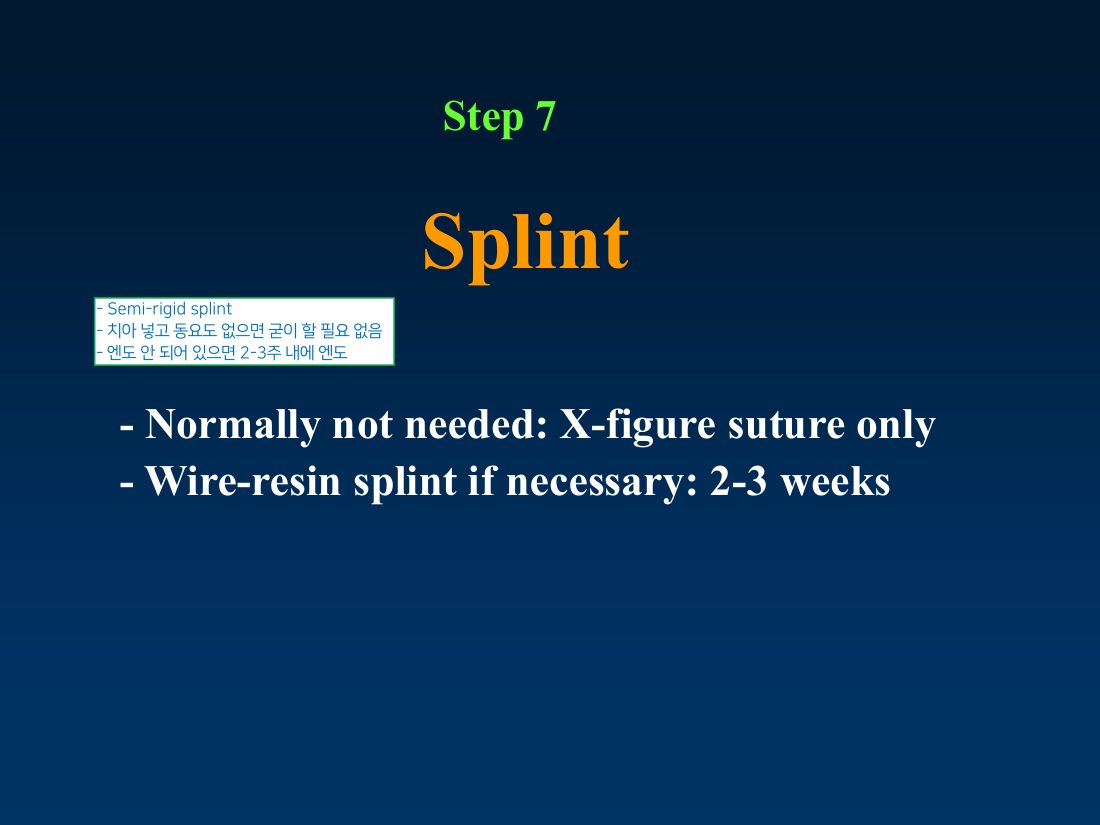 Step 7
Splint
- Semi-rigid splint
- 치아 넣고 동요도 없으면 굳이 할 필요 없음
- 엔도 안 되어 있으면 2-3주 내에 엔도
- Normally not needed: X-figure suture only
- Wire-resin splint if necessary: 2-3 weeks